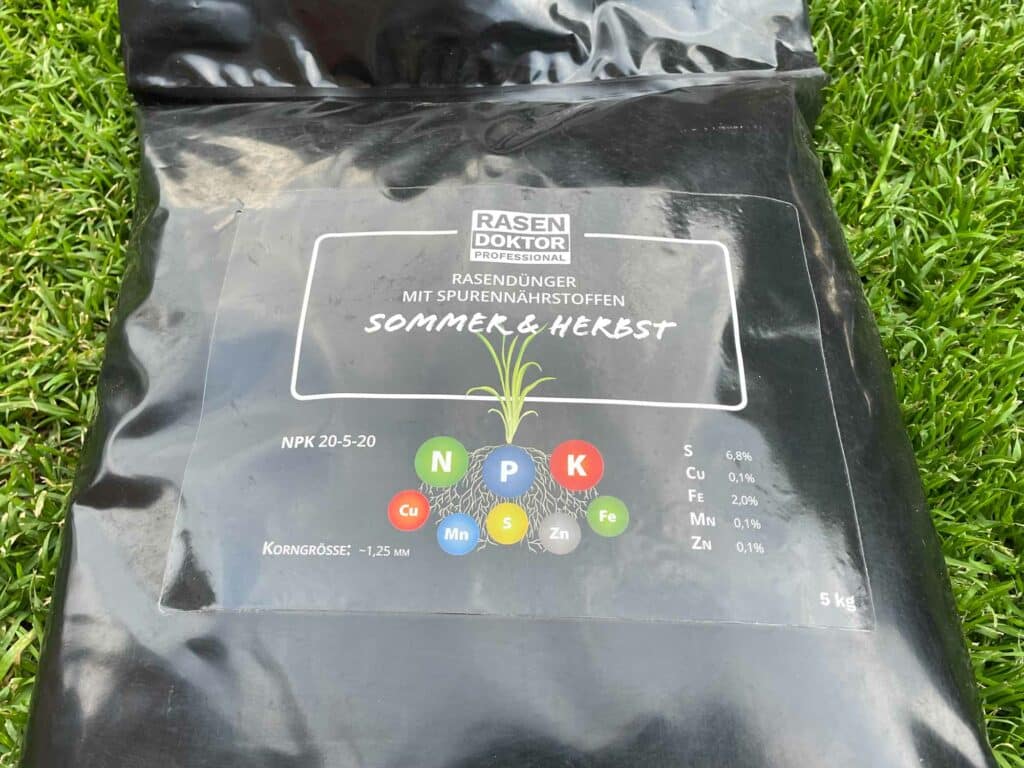 RASEN
DOKTOR
PROFESSIONAL
RASENDÜNGER
MIT SPURENNÄHRSTOFFEN
SOMMER & HERBST
NPK 20-5-20
N P K
Cu Mn S Zn Fe
S 6,8%
Cu 0,1%
Fe 2,0%
Mn 0,1%
Zn 0,1%
Korngrösse: ~1,25 mm
5 kg